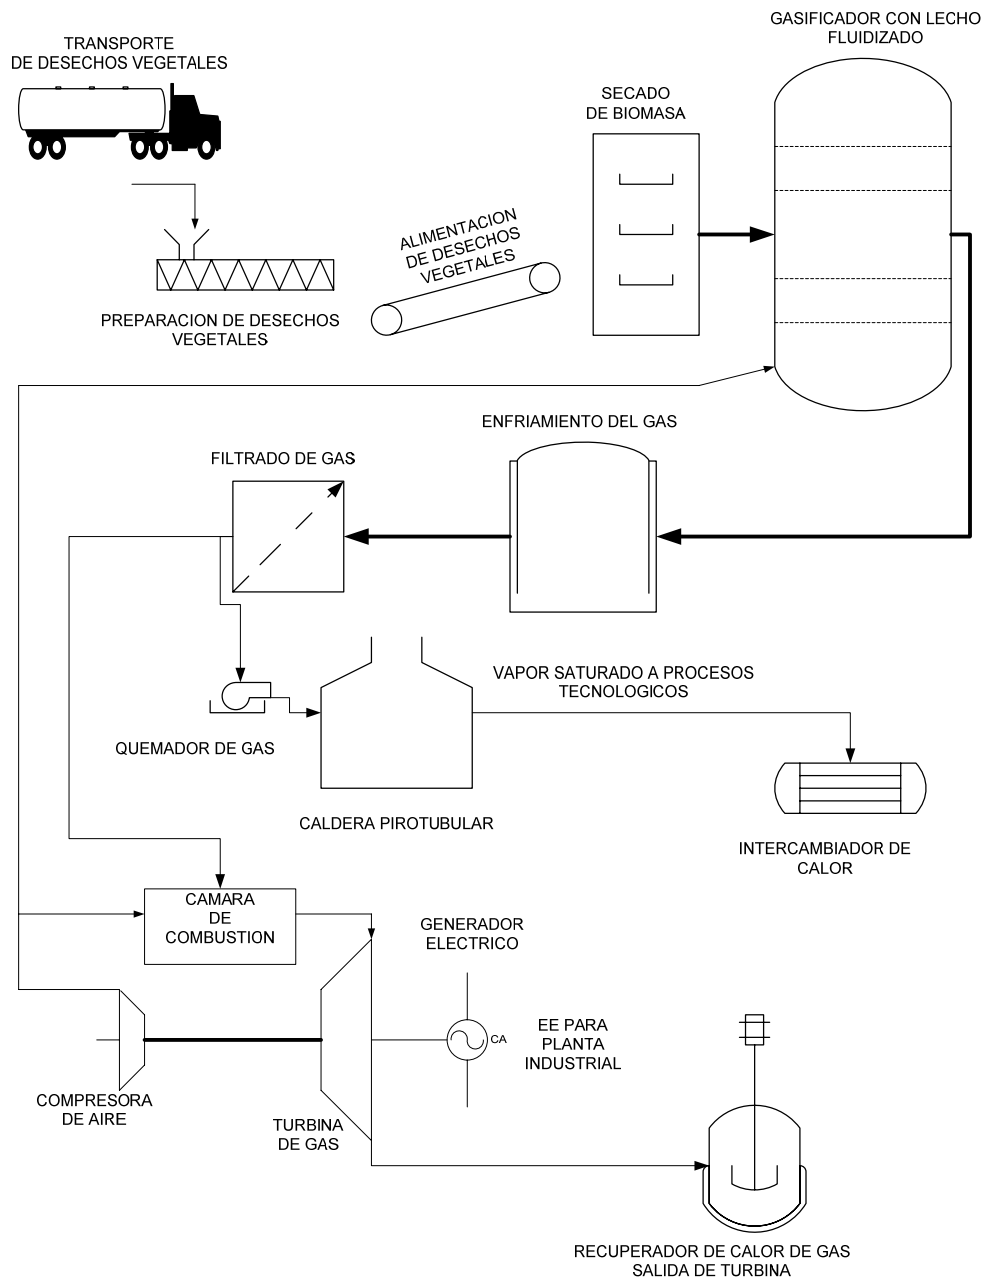 GASIFICADOR CON LECHO
FLUIDIZADO
TRANSPORTE
DE DESECHOS VEGETALES
SECADO
DE BIOMASA
ALIMENTACION
DE DESECHOS
VEGETALES
PREPARACION DE DESECHOS
VEGETALES
ENFRIAMIENTO DEL GAS
FILTRADO DE GAS
VAPOR SATURADO A PROCESOS
TECNOLOGICOS
QUEMADOR DE GAS
CALDERA PIROTUBULAR
INTERCAMBIADOR DE
CALOR
CAMARA
DE
COMBUSTION
GENERADOR
ELECTRICO
CA
EE PARA
PLANTA
INDUSTRIAL
COMPRESORA
DE AIRE
TURBINA
DE GAS
RECUPERADOR DE CALOR DE GAS
SALIDA DE TURBINA